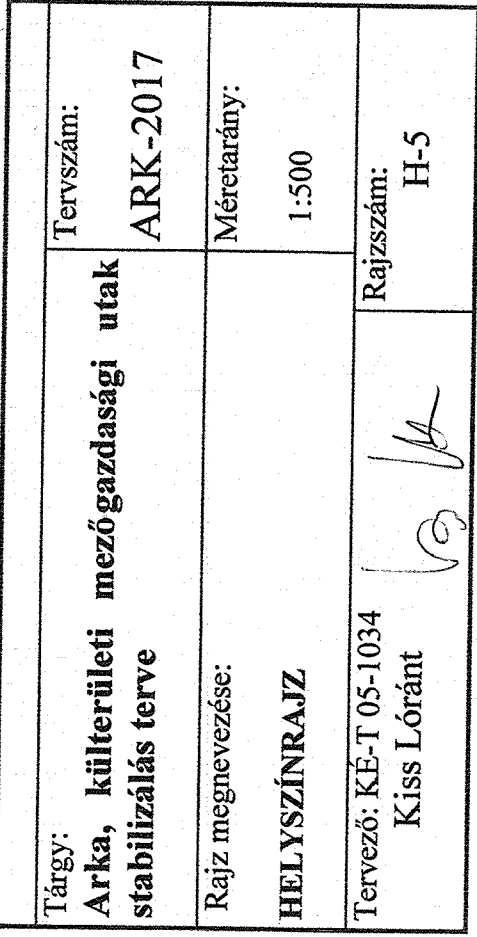 Tárgy:
Arka, külterületi mezőgazdasági utak
stabilizálás terve
Tervszám:
ARK-2017
Rajz megnevezése:
HELYSZÍNRAJZ
Méretarány:
1:500
Tervező: KÉ-T 05-1034
Kiss Lóránt
Rajzszám:
H-5